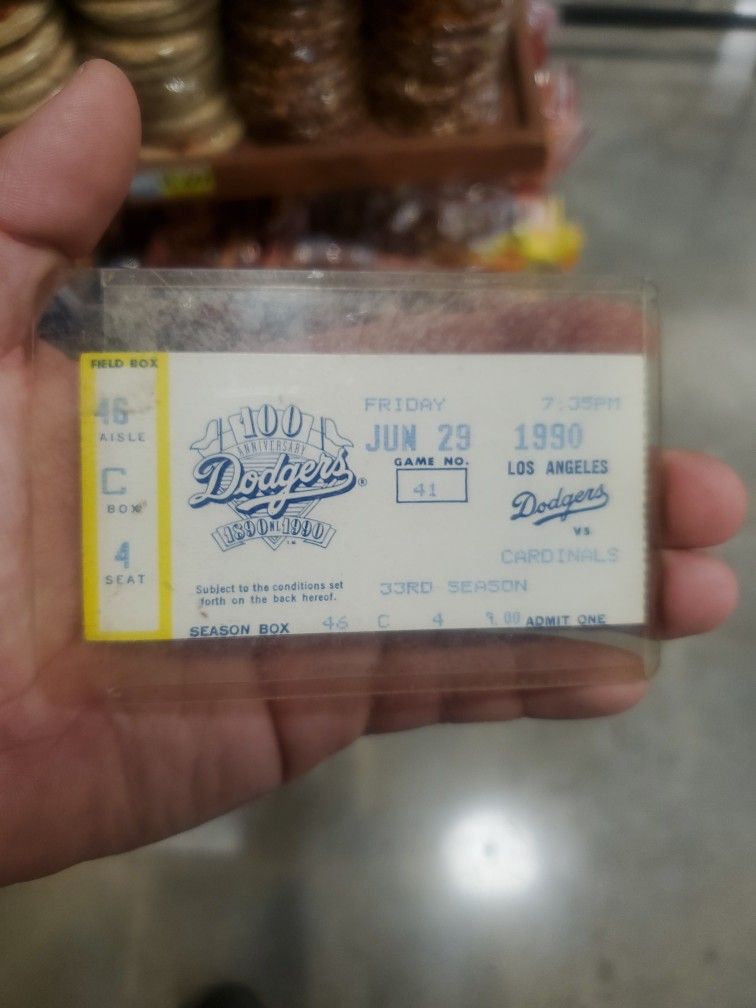 FIELD BOX
46
AISLE
C
BOX
4
SEAT
100
ANNIVERSARY
Dodgers®
1890 NL 1990
TM
Subject to the conditions set
forth on the back hereof.
SEASON BOX 46 C 4 9.00 ADMIT ONE
FRIDAY 7:35PM
JUN 29 1990
GAME NO.
41
LOS ANGELES
Dodgers
VS
CARDINALS
33RD SEASON